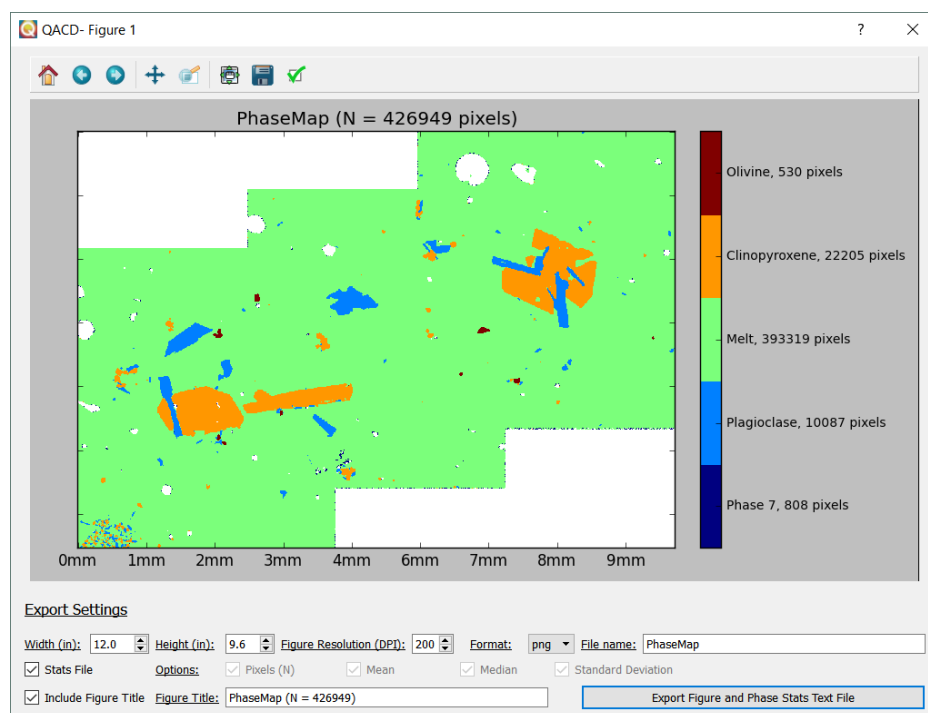 QACD- Figure 1
PhaseMap (N = 426949 pixels)
Olivine, 530 pixels
Clinopyroxene, 22205 pixels
Melt, 393319 pixels
Plagioclase, 10087 pixels
Phase 7, 808 pixels
0mm 1mm 2mm 3mm 4mm 5mm 6mm 7mm 8mm 9mm
Export Settings
Width (in): 12.0 Height (in): 9.6 Figure Resolution (DPI): 200 Format: png File name: PhaseMap
Stats File Options: Pixels (N) Mean Median Standard Deviation
Include Figure Title Figure Title: PhaseMap (N = 426949) Export Figure and Phase Stats Text File